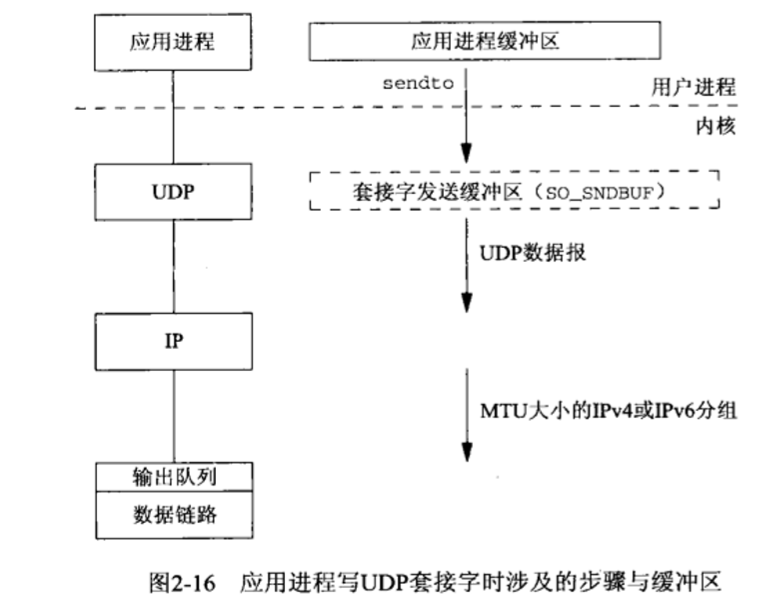 应用进程
应用进程缓冲区
sendto
用户进程
内核
UDP
套接字发送缓冲区（SO_SNDBUF）
UDP数据报
IP
MTU大小的IPv4或IPv6分组
输出队列
数据链路
图2-16 应用进程写UDP套接字时涉及的步骤与缓冲区